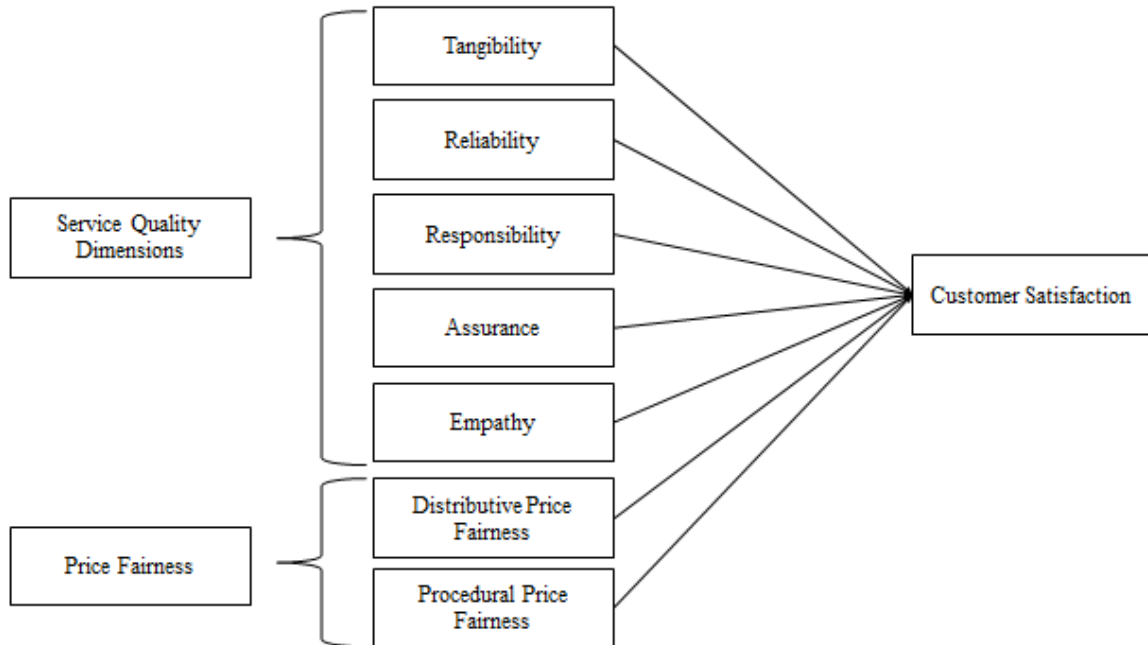 Tangibility
Reliability
Service Quality
Dimensions
Responsibility
Customer Satisfaction
Assurance
Empathy
Distributive Price
Fairness
Price Fairness
Procedural Price
Fairness